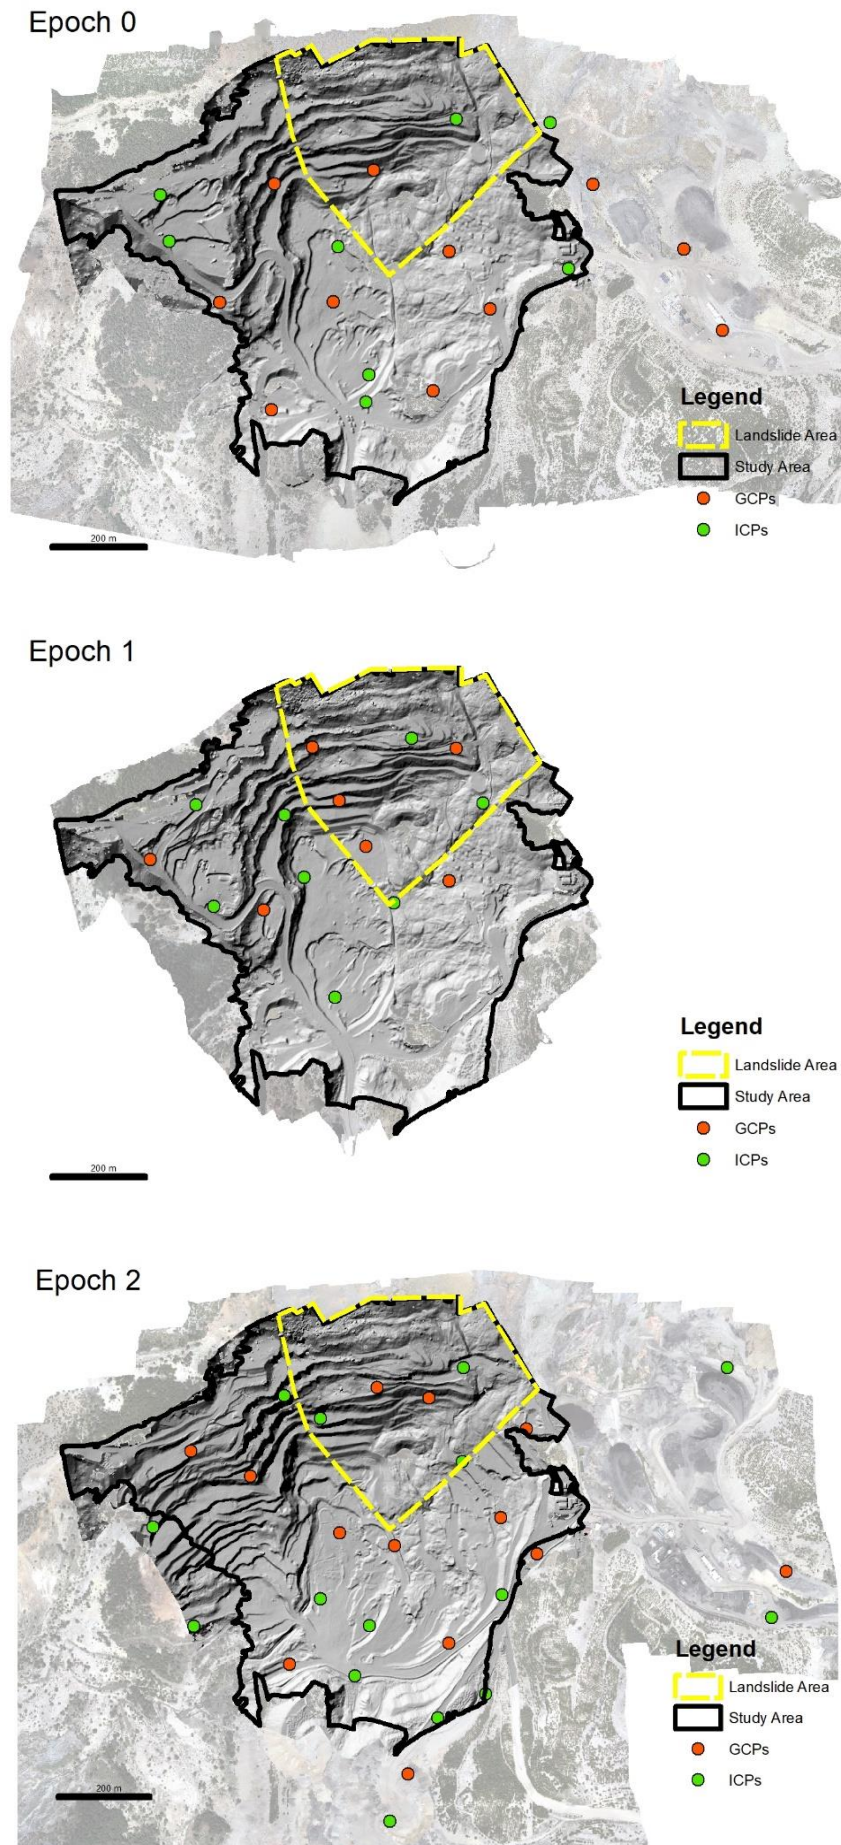 Epoch 0
Legend
Landslide Area
Study Area
GCPs
ICPs
200 m
Epoch 1
Legend
Landslide Area
Study Area
GCPs
ICPs
200 m
Epoch 2
Legend
Landslide Area
Study Area
GCPs
ICPs
200 m